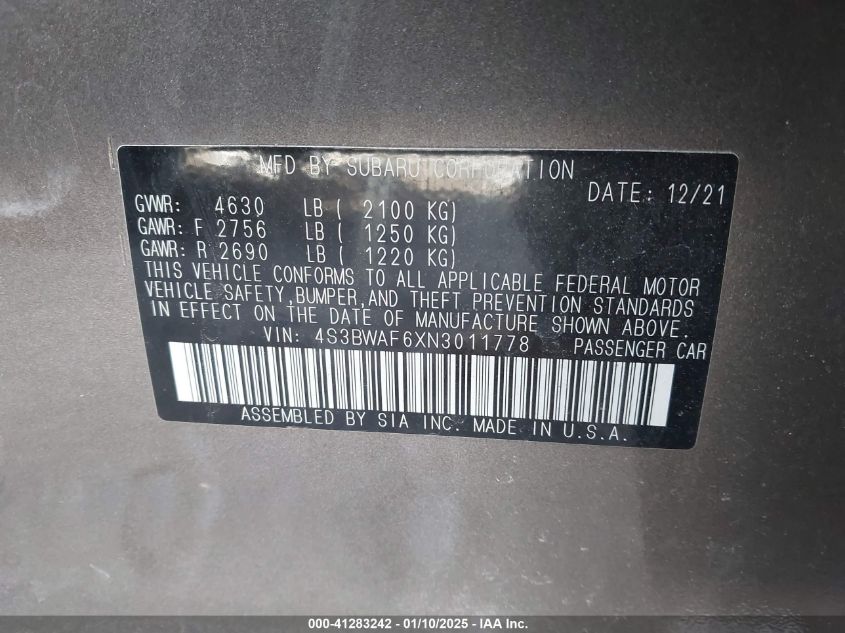 MFD BY SUBARU CORPORATION
DATE: 12/21
GVWR: 4630 LB ( 2100 KG)
GAWR: F 2756 LB ( 1250 KG)
GAWR: R 2690 LB ( 1220 KG)
THIS VEHICLE CONFORMS TO ALL APPLICABLE FEDERAL MOTOR
VEHICLE SAFETY, BUMPER, AND THEFT PREVENTION STANDARDS
IN EFFECT ON THE DATE OF MANUFACTURE SHOWN ABOVE.
VIN: 4S3BWAF6XN3011778 PASSENGER CAR
ASSEMBLED BY SIA INC. MADE IN U.S.A.
000-41283242 - 01/10/2025 - IAA Inc.